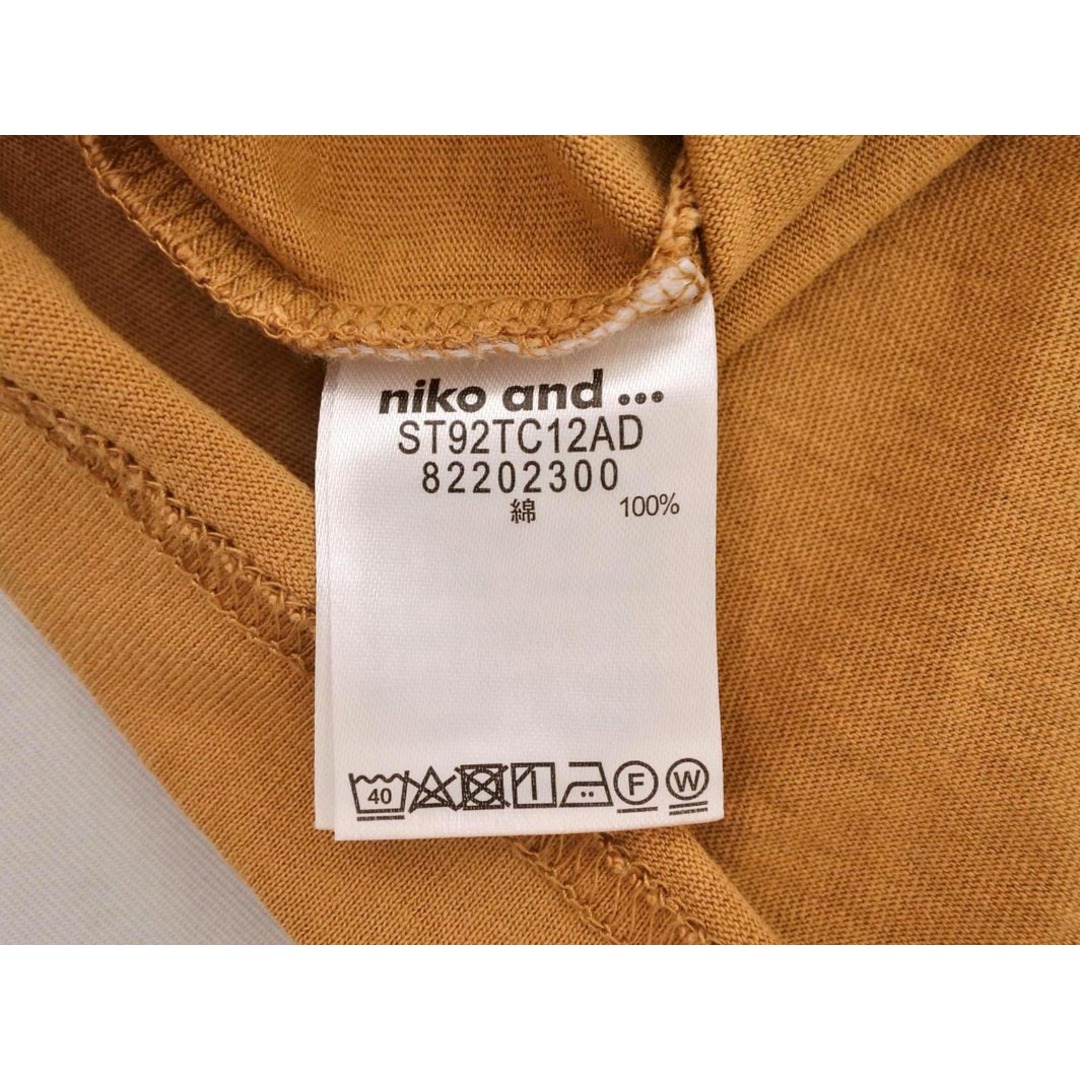 niko and ...
ST92TC12AD
82202300
綿 100%
40 F W